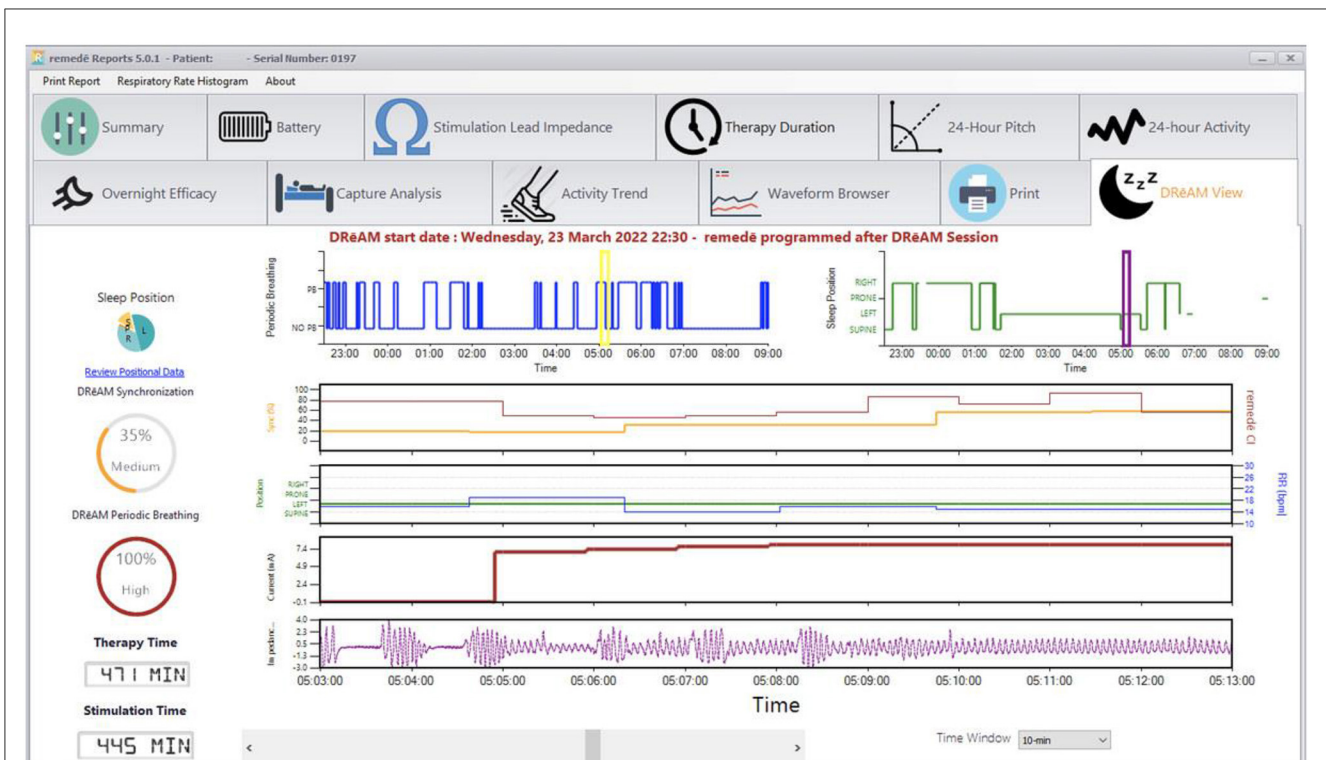 remedē Reports 5.0.1 - Patient: - Serial Number: 0197
Print Report Respiratory Rate Histogram About
Summary Battery Stimulation Lead Impedance Therapy Duration 24-Hour Pitch 24-hour Activity
Overnight Efficacy Capture Analysis Activity Trend Waveform Browser Print DRēAM View
DRēAM start date : Wednesday, 23 March 2022 22:30 - remedē programmed after DRēAM Session
Sleep Position
S
P
L
R
Review Positional Data
DRēAM Synchronization
35%
Medium
DRēAM Periodic Breathing
100%
High
Therapy Time
471 MIN
Stimulation Time
445 MIN
Periodic Breathing
PB
NO PB
23:00 00:00 01:00 02:00 03:00 04:00 05:00 06:00 07:00 08:00 09:00
Time
Sleep Position
RIGHT
PRONE
LEFT
SUPINE
23:00 00:00 01:00 02:00 03:00 04:00 05:00 06:00 07:00 08:00 09:00
Time
Sync (%)
100
80
60
40
20
0
remedē CI
Position
RIGHT
PRONE
LEFT
SUPINE
30
26
22
18
14
10
RR [bpm]
Current (mA)
7.4
4.9
2.4
-0.1
Impedanc...
4.0
2.3
0.5
-1.3
-3.0
05:03:00 05:04:00 05:05:00 05:06:00 05:07:00 05:08:00 05:09:00 05:10:00 05:11:00 05:12:00 05:13:00
Time
Time Window 10-min